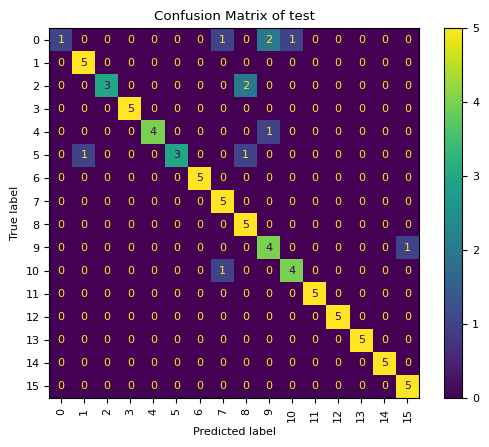 Confusion Matrix of test
0 1 0 0 0 0 0 0 1 0 2 1 0 0 0 0 0
1 0 5 0 0 0 0 0 0 0 0 0 0 0 0 0 0
2 0 0 3 0 0 0 0 0 2 0 0 0 0 0 0 0
3 0 0 0 5 0 0 0 0 0 0 0 0 0 0 0 0
4 0 0 0 0 4 0 0 0 0 1 0 0 0 0 0 0
5 0 1 0 0 0 3 0 0 1 0 0 0 0 0 0 0
6 0 0 0 0 0 0 5 0 0 0 0 0 0 0 0 0
7 0 0 0 0 0 0 0 5 0 0 0 0 0 0 0 0
8 0 0 0 0 0 0 0 0 5 0 0 0 0 0 0 0
9 0 0 0 0 0 0 0 0 0 4 0 0 0 0 0 1
10 0 0 0 0 0 0 0 1 0 0 4 0 0 0 0 0
11 0 0 0 0 0 0 0 0 0 0 0 5 0 0 0 0
12 0 0 0 0 0 0 0 0 0 0 0 0 5 0 0 0
13 0 0 0 0 0 0 0 0 0 0 0 0 0 5 0 0
14 0 0 0 0 0 0 0 0 0 0 0 0 0 0 5 0
15 0 0 0 0 0 0 0 0 0 0 0 0 0 0 0 5
0 1 2 3 4 5 6 7 8 9 10 11 12 13 14 15
Predicted label
True label
5
4
3
2
1
0